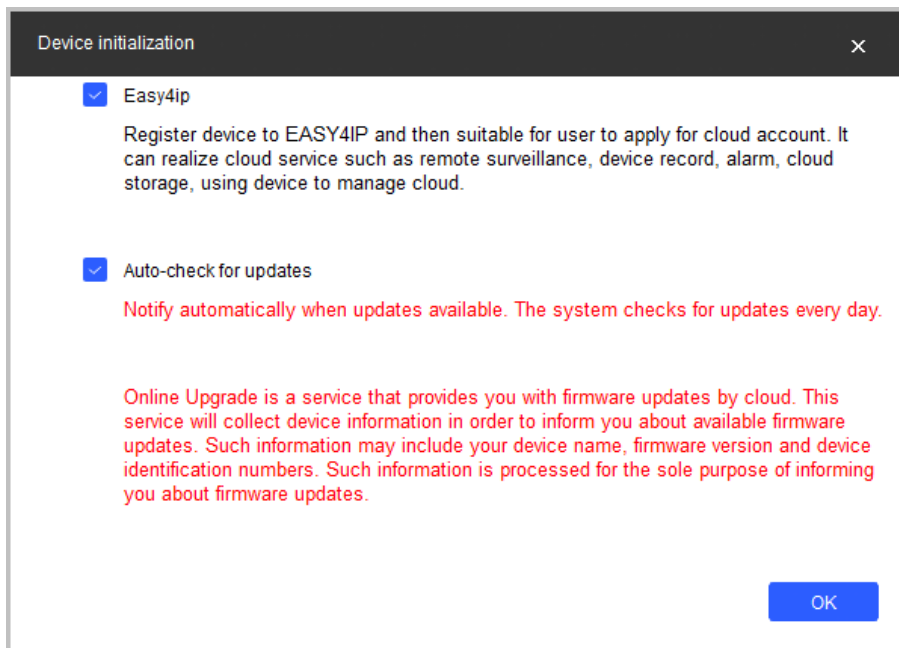 Device initialization
Easy4ip
Register device to EASY4IP and then suitable for user to apply for cloud account. It
can realize cloud service such as remote surveillance, device record, alarm, cloud
storage, using device to manage cloud.
Auto-check for updates
Notify automatically when updates available. The system checks for updates every day.
Online Upgrade is a service that provides you with firmware updates by cloud. This
service will collect device information in order to inform you about available firmware
updates. Such information may include your device name, firmware version and device
identification numbers. Such information is processed for the sole purpose of informing
you about firmware updates.
OK